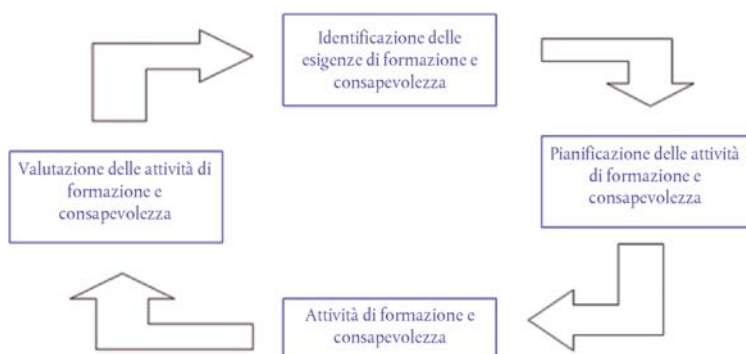 Identificazione delle
esigenze di formazione e
consapevolezza
Valutazione delle attività di
formazione e
consapevolezza
Pianificazione delle attività
di formazione e
consapevolezza
Attività di formazione e
consapevolezza